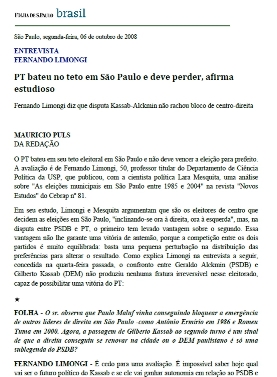 FOLHA DE S.PAULO brasil
São Paulo, segunda-feira, 06 de outubro de 2008
ENTREVISTA
FERNANDO LIMONGI
PT bateu no teto em São Paulo e deve perder, afirma
estudioso
Fernando Limongi diz que disputa Kassab-Alckmin não rachou bloco de centro-direita
MAURICIO PULS
DA REDAÇÃO
O PT bateu em seu teto eleitoral em São Paulo e não deve vencer a eleição para prefeito.
A avaliação é de Fernando Limongi, 50, professor titular do Departamento de Ciência
Política da USP, que publicou, com a cientista política Lara Mesquita, uma análise
sobre "As eleições municipais em São Paulo entre 1985 e 2004" na revista "Novos
Estudos" do Cebrap nº 81.
Em seu estudo, Limongi e Mesquita argumentam que são os eleitores de centro que
decidem as eleições em São Paulo, "inclinando-se ora à direita, ora à esquerda", mas, na
disputa entre PSDB e PT, o primeiro tem levado vantagem sobre o segundo. Essa
vantagem não lhe garante uma vitória de antemão, porque a competição entre os dois
partidos é muito equilibrada: basta uma pequena perturbação na distribuição das
preferências para alterar o resultado. Como explica Limongi na entrevista a seguir,
concedida na quarta-feira passada, o confronto entre Geraldo Alckmin (PSDB) e
Gilberto Kassab (DEM) não produziu nenhuma fratura irreversível nesse eleitorado,
capaz de possibilitar uma vitória do PT:
★
FOLHA - O sr. observa que Paulo Maluf vinha conseguindo bloquear a emergência
de outros líderes de direita em São Paulo -como Antônio Ermírio em 1986 e Romeu
Tuma em 2000. Agora, a passagem de Gilberto Kassab ao segundo turno é um sinal
de que a direita conseguiu se renovar na cidade ou o DEM paulistano é só uma
sublegenda do PSDB?
FERNANDO LIMONGI - É cedo para uma avaliação. É impossível saber hoje qual
vai ser o futuro político do Kassab e se ele vai ganhar autonomia em relação ao PSDB e